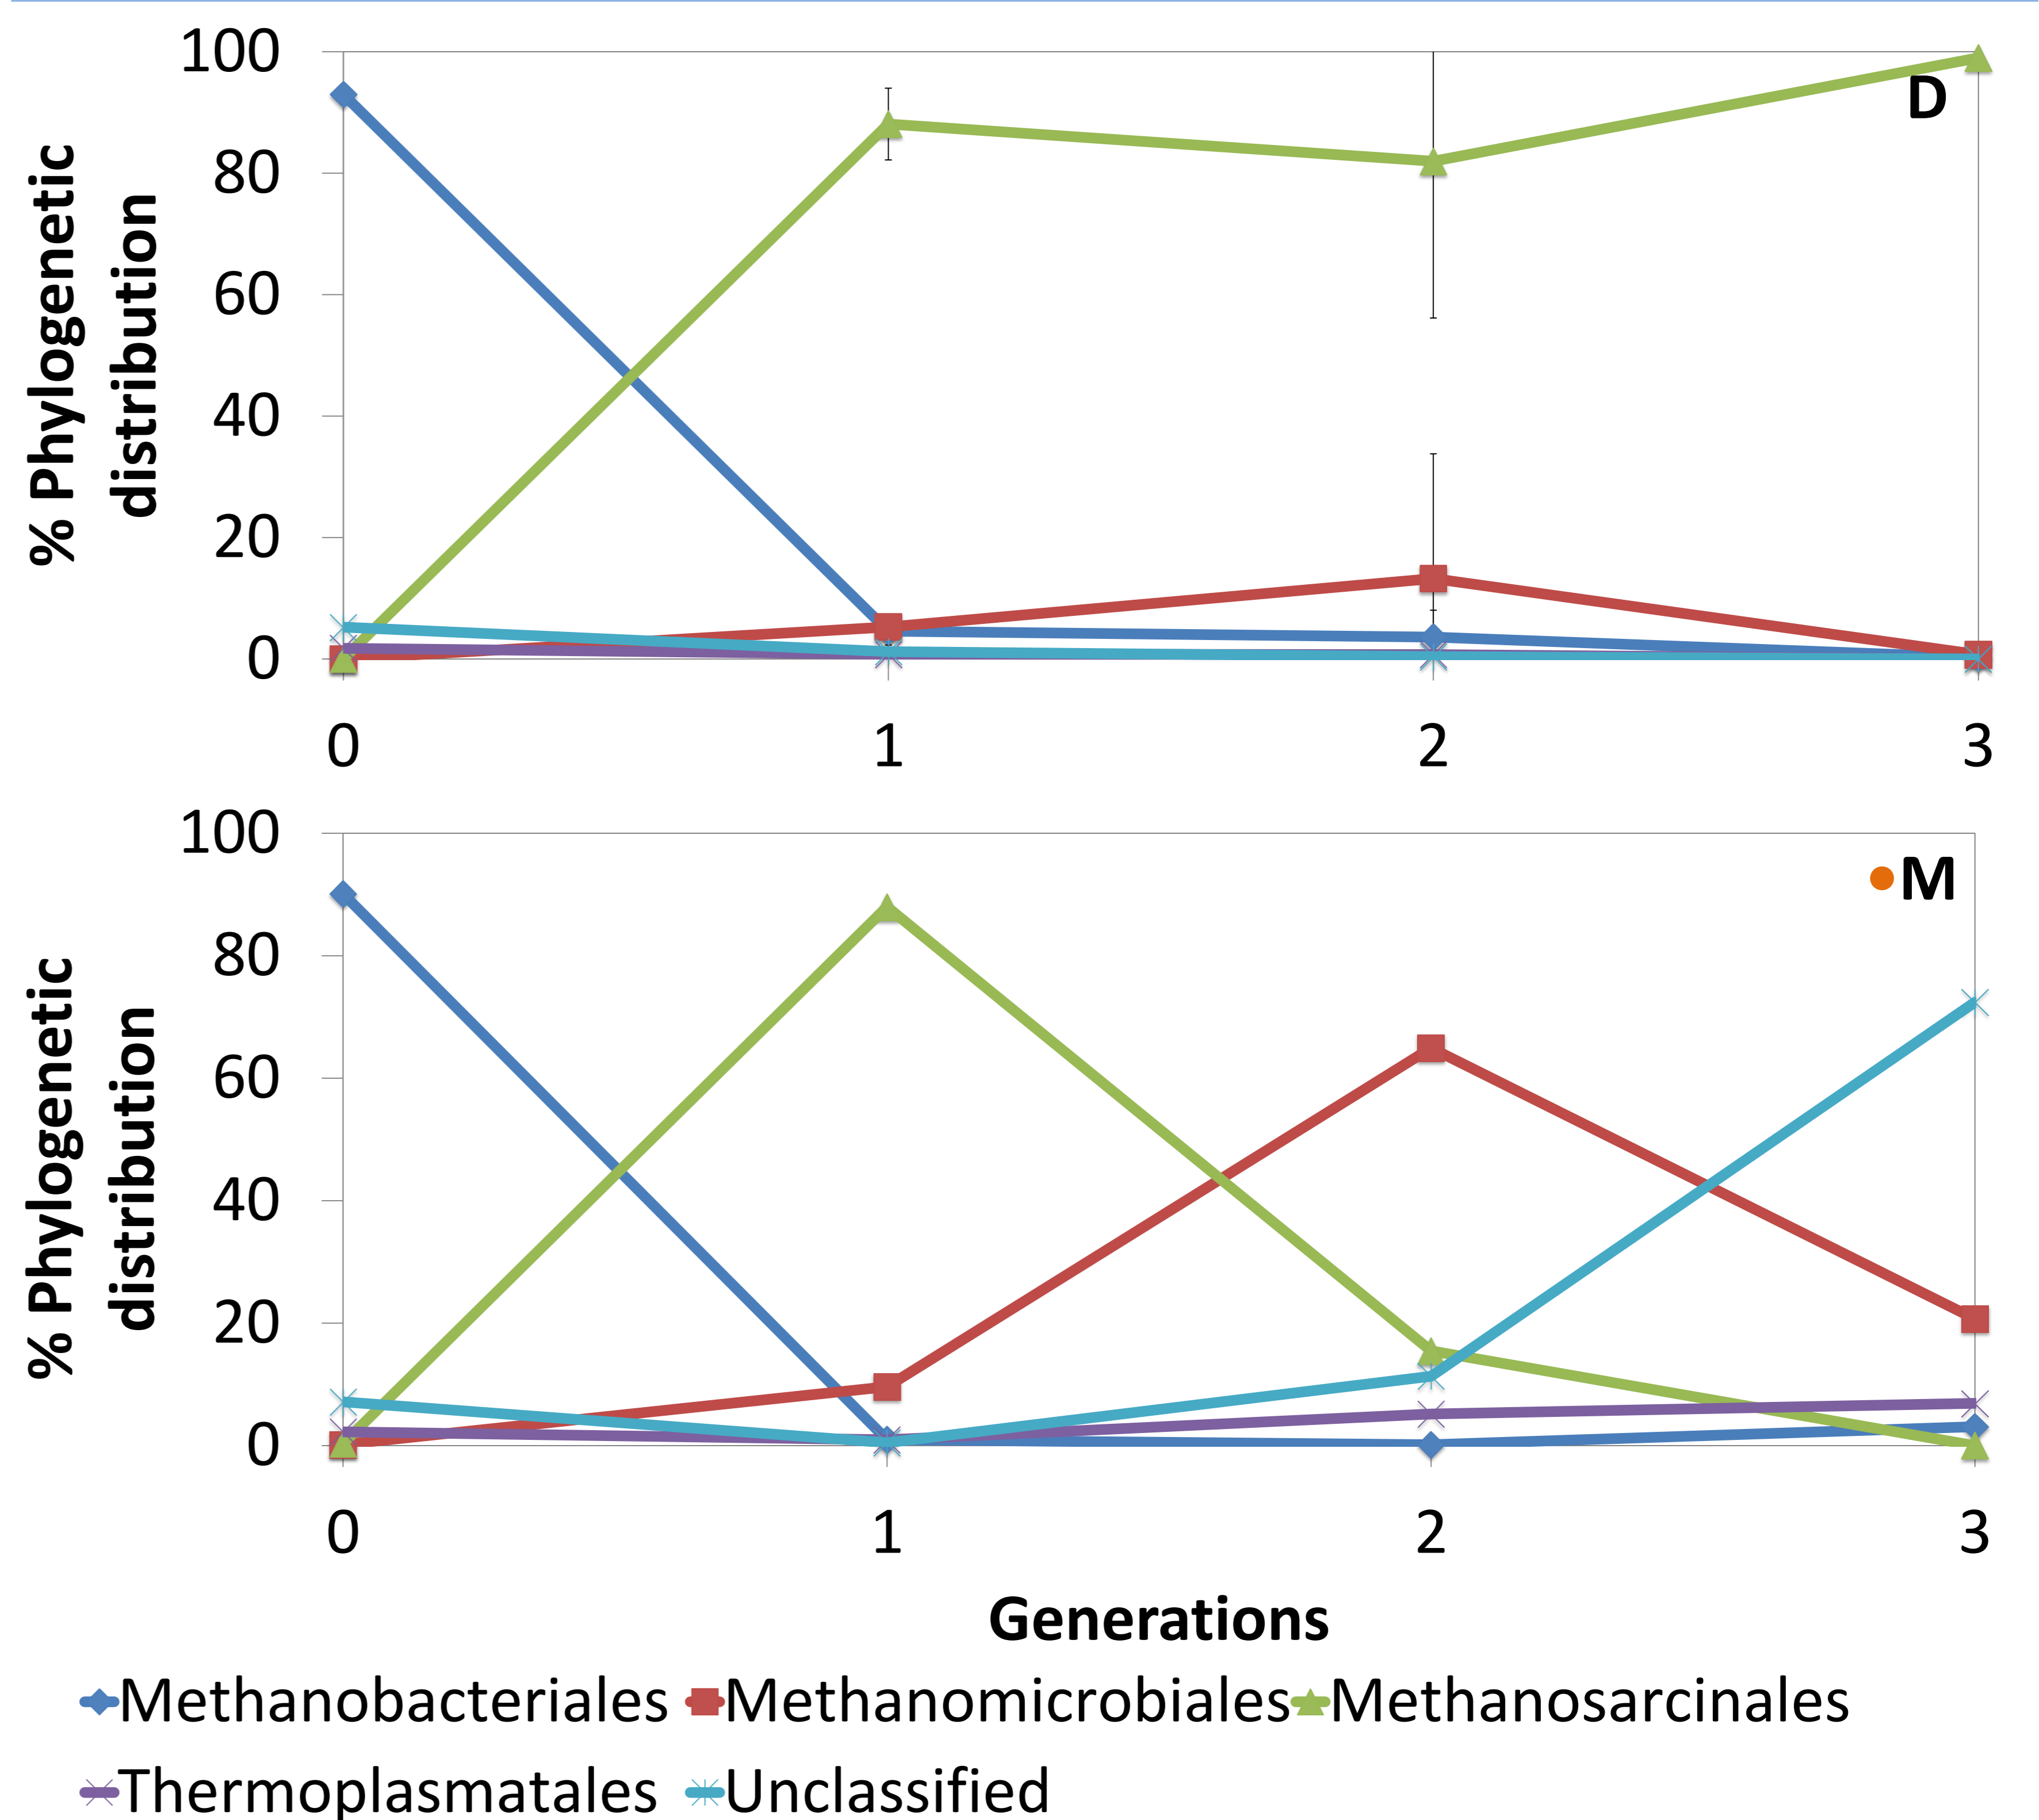 100
80
60
40
20
0
% Phylogenetic
distribution
D
0 1 2 3
100
80
60
40
20
0
% Phylogenetic
distribution
M
0 1 2 3
Generations
Methanobacteriales Methanomicrobiales Methanosarcinales
Thermoplasmatales Unclassified